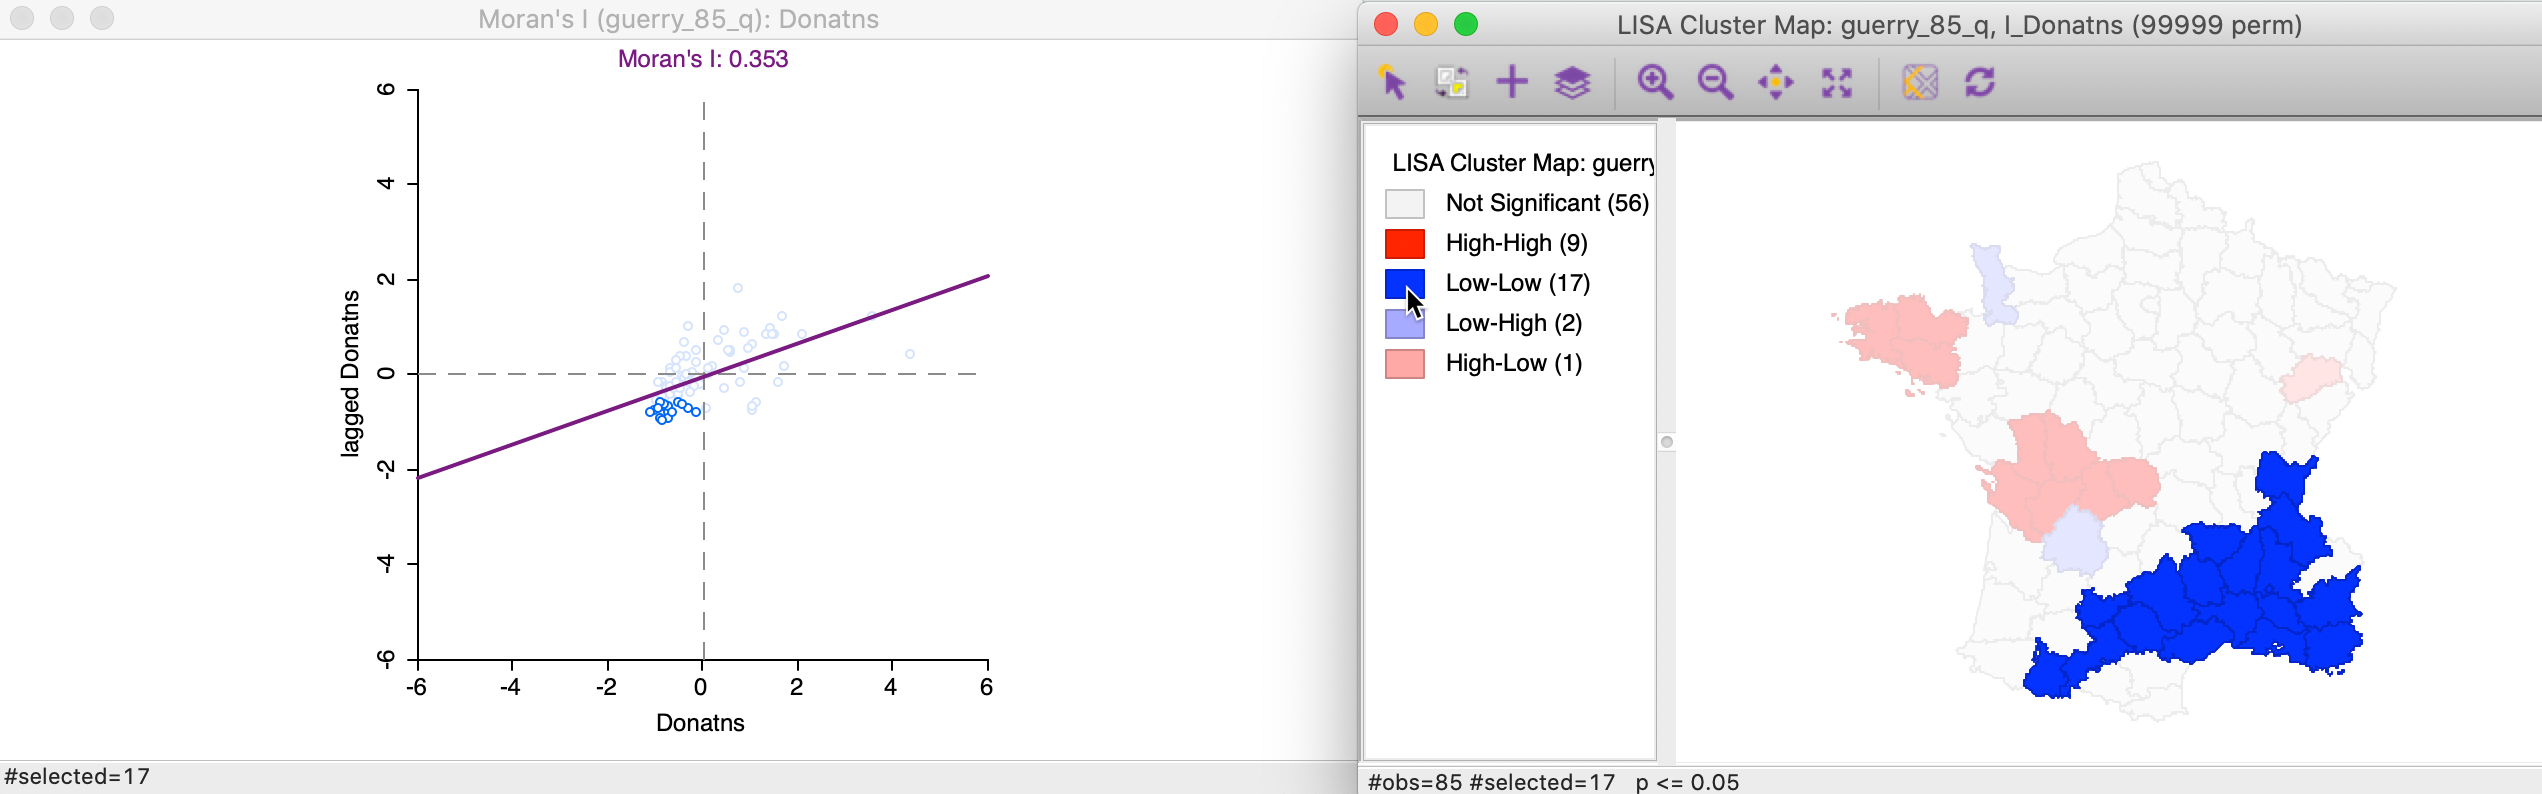 Moran's I (guerry_85_q): Donatns
Moran's I: 0.353
6
4
2
0
-2
-4
-6
lagged Donatns
-6 -4 -2 0 2 4 6
Donatns
#selected=17
LISA Cluster Map: guerry_85_q, I_Donatns (99999 perm)
LISA Cluster Map: guerry
Not Significant (56)
High-High (9)
Low-Low (17)
Low-High (2)
High-Low (1)
#obs=85 #selected=17 p <= 0.05